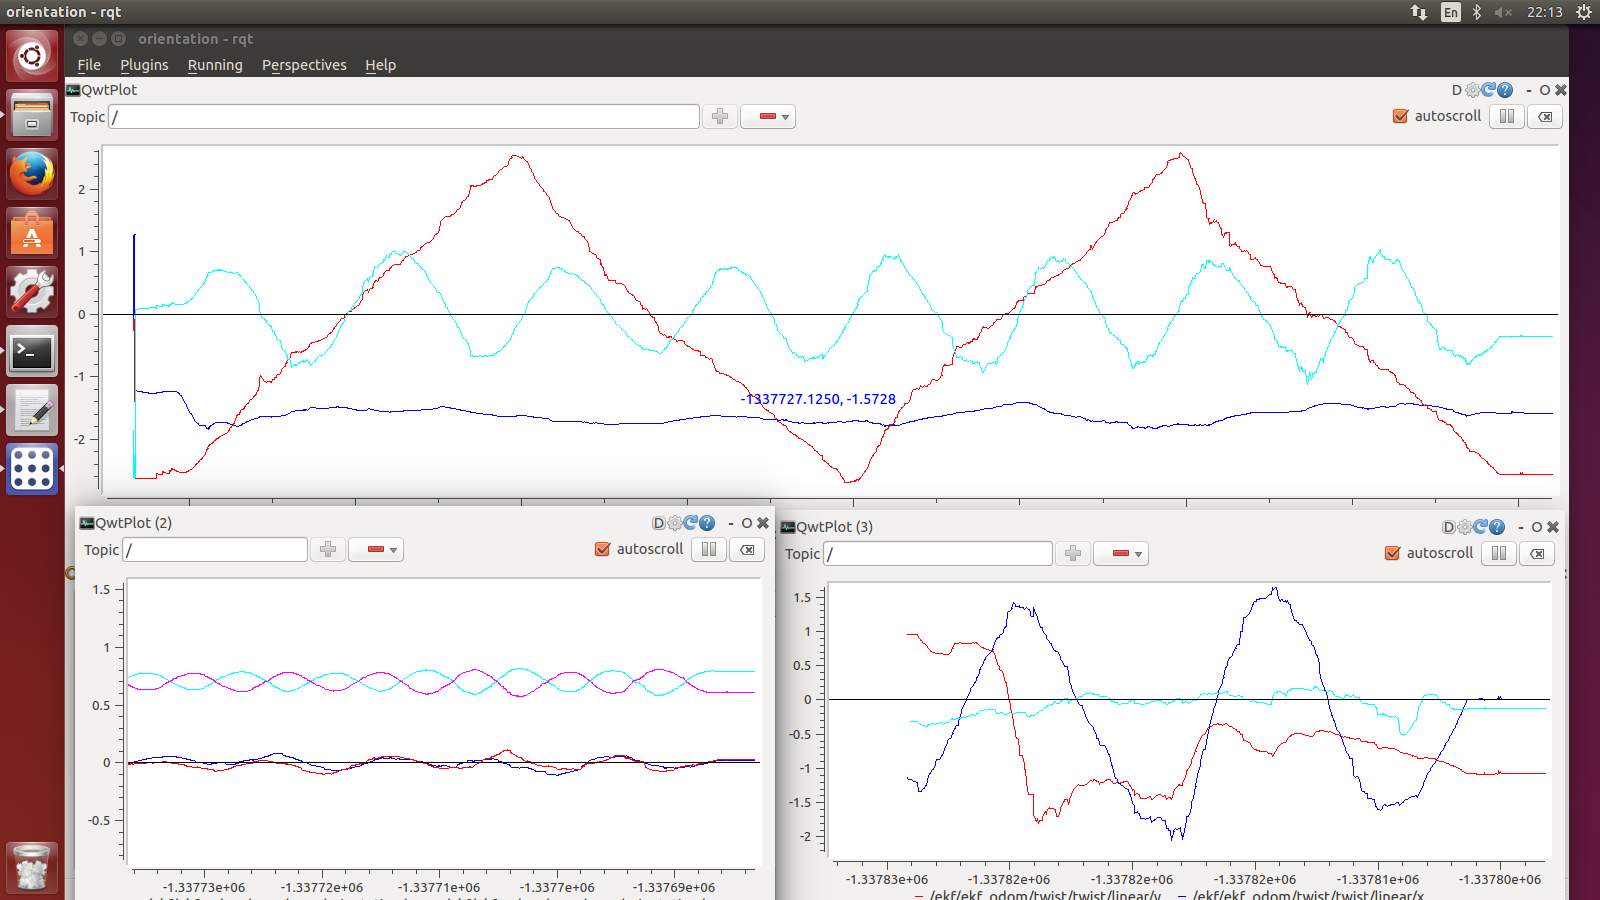 orientation - rqt
En
22:13
orientation - rqt
File Plugins Running Perspectives Help
QwtPlot
D ? - O
Topic /
autoscroll
2
1
0
-1
-2
-1337727.1250, -1.5728
QwtPlot (2)
D ? - O
Topic /
autoscroll
1.5
1
0.5
0
-0.5
-1.33773e+06 -1.33772e+06 -1.33771e+06 -1.3377e+06 -1.33769e+06
QwtPlot (3)
D ? - O
Topic /
autoscroll
1.5
1
0.5
0
-0.5
-1
-1.5
-2
-1.33783e+06 -1.33782e+06 -1.33782e+06 -1.33782e+06 -1.33781e+06 -1.33780e+06
/ekf/ekf_odom/twist/twist/linear/y /ekf/ekf_odom/twist/twist/linear/x